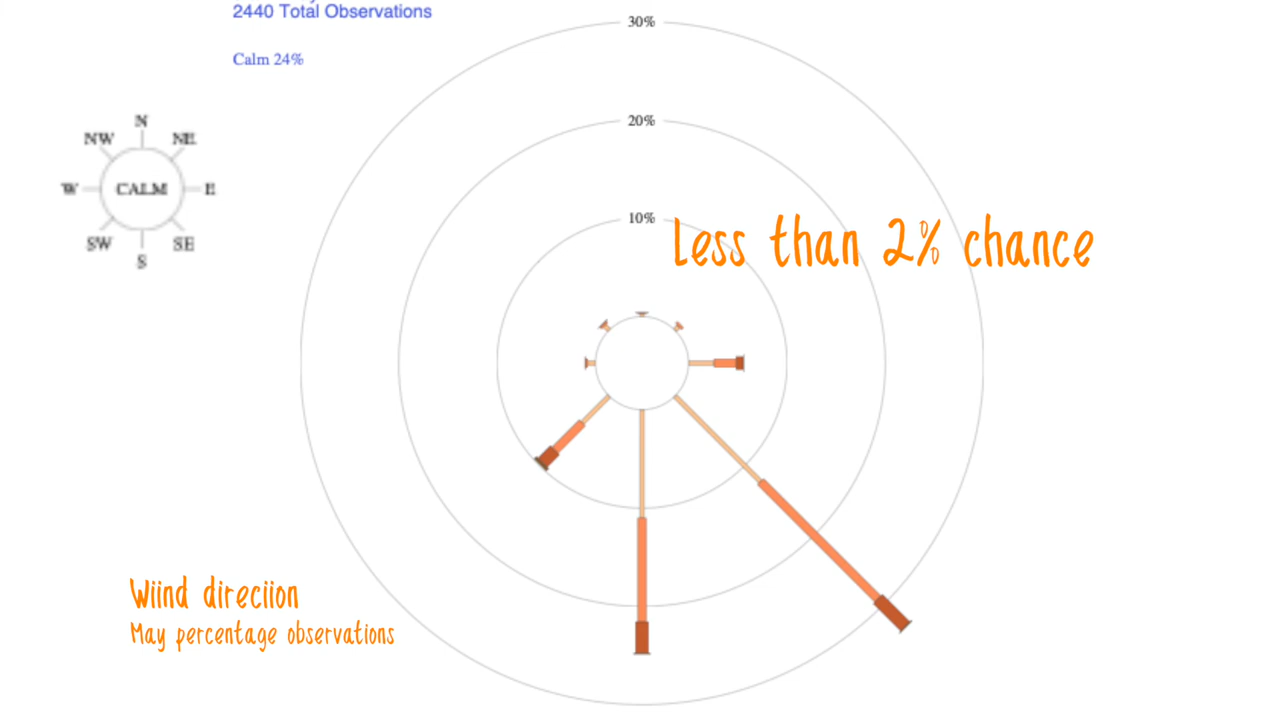 2440 Total Observations
30%
Calm 24%
N
20%
NW
NE
W
CALM
E
10%
Less than 2% chance
SW
SE
S
Wiind direciion
May percentage observations